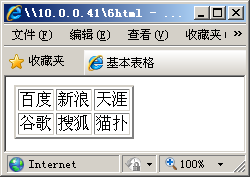 \\10.0.0.41\6html - ...
文件(F) 编辑(E) 查看(V) 收藏夹(
收藏夹 基本表格
百度 新浪 天涯
谷歌 搜狐 猫扑
Internet 100%